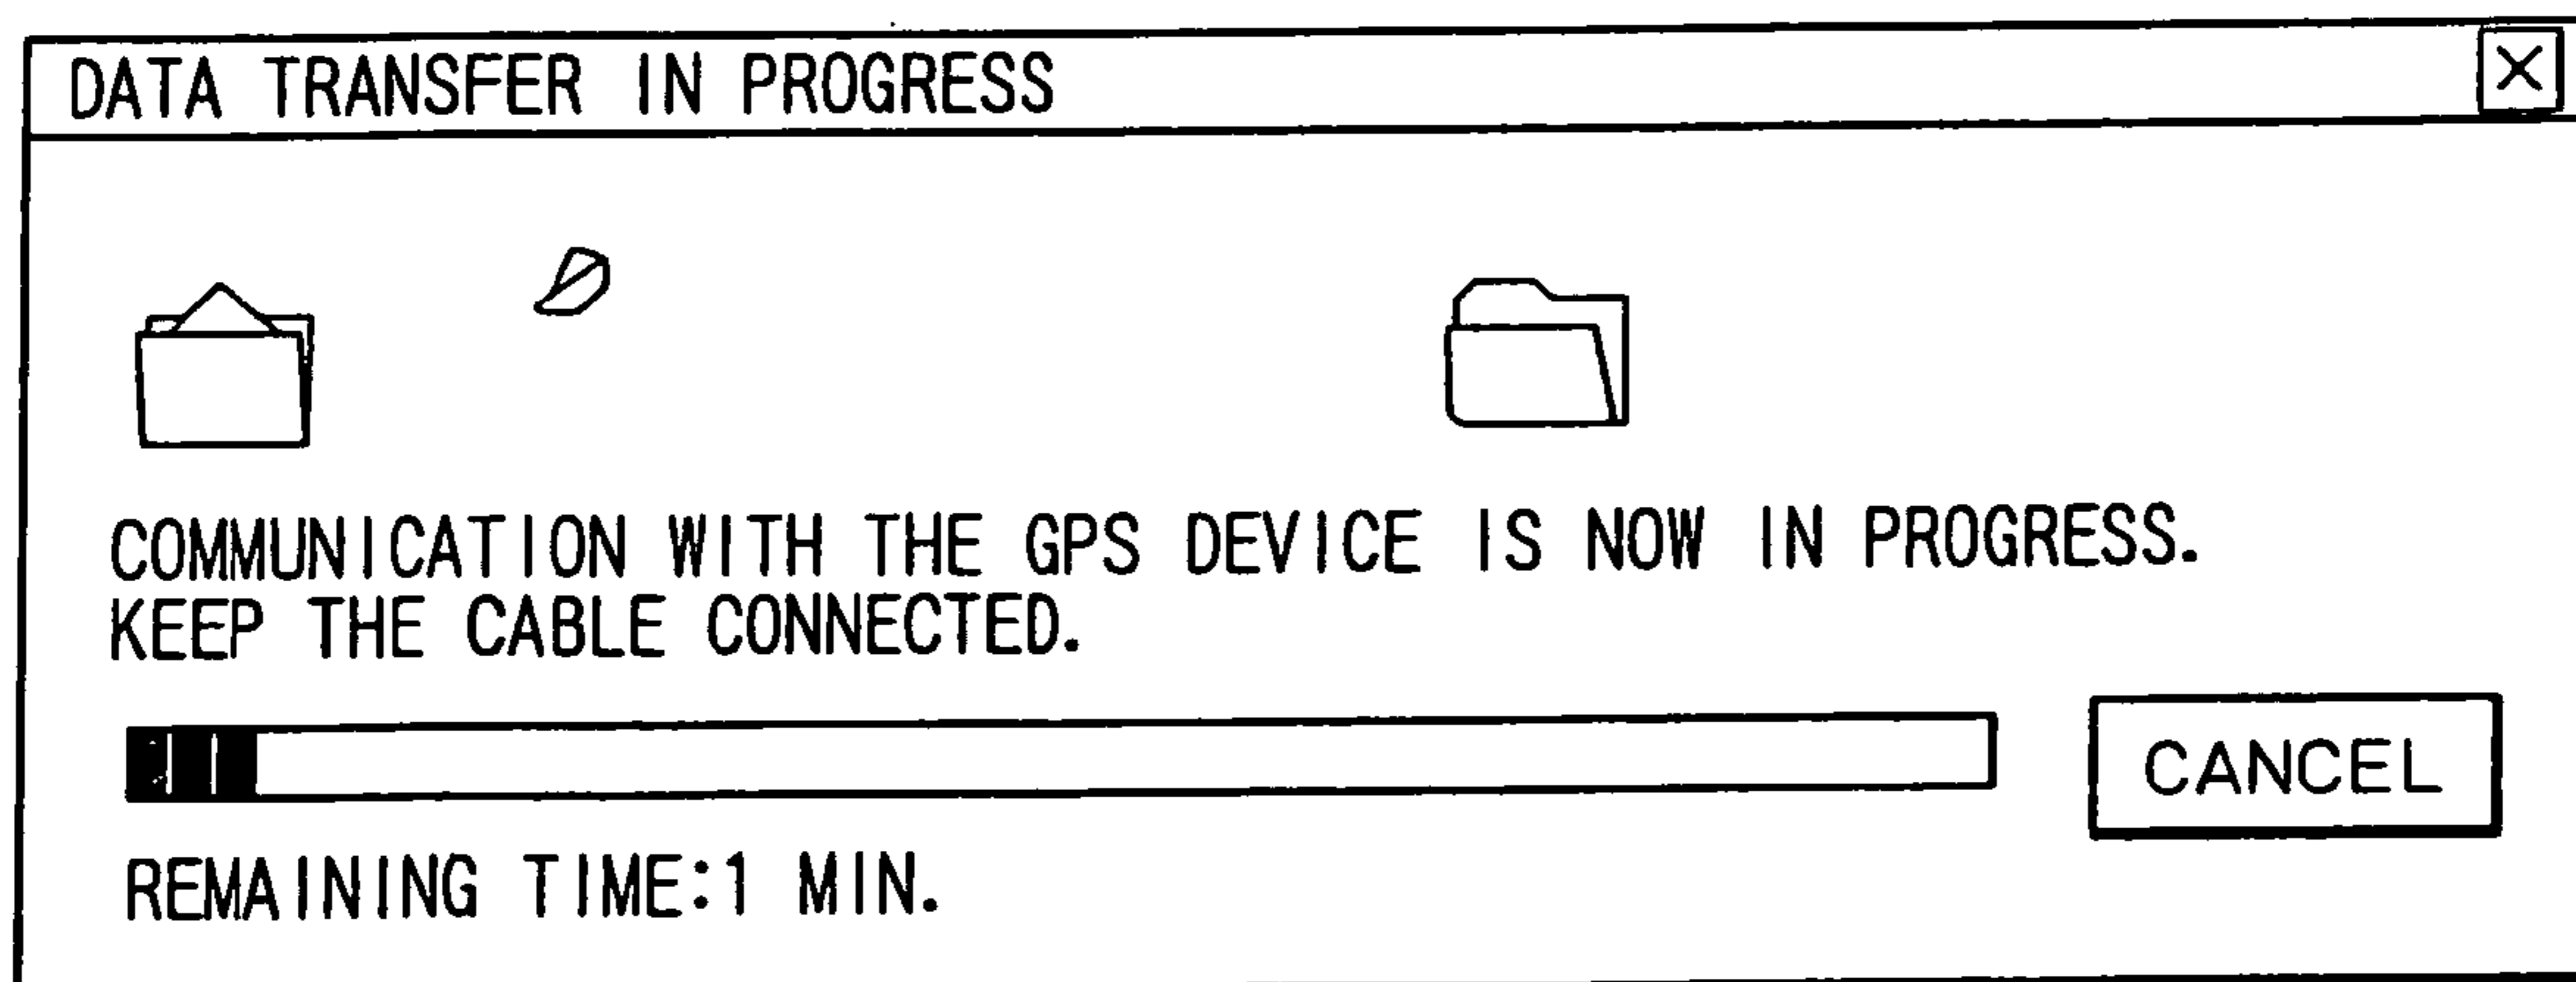 DATA TRANSFER IN PROGRESS
COMMUNICATION WITH THE GPS DEVICE IS NOW IN PROGRESS.
KEEP THE CABLE CONNECTED.
CANCEL
REMAINING TIME:1 MIN.